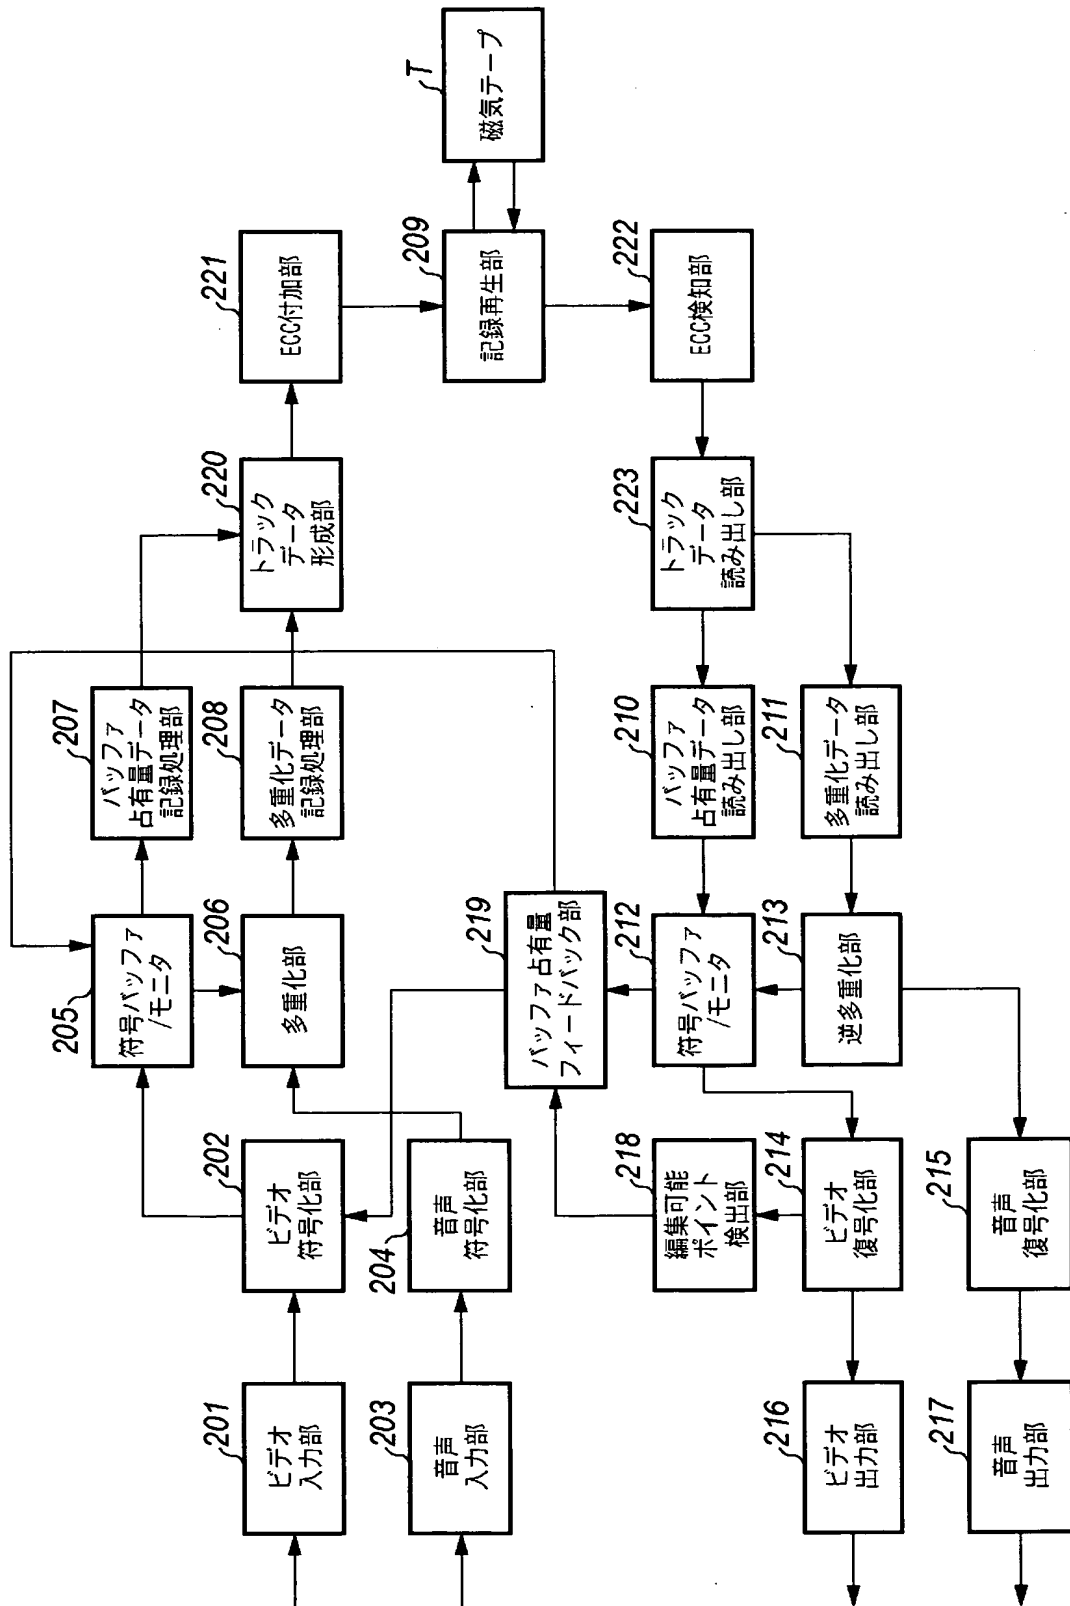 201
ビデオ
入力部
203
音声
入力部
202
ビデオ
符号化部
204
音声
符号化部
205
符号バッファ
/モニタ
206
多重化部
207
バッファ
占有量データ
記録処理部
208
多重化データ
記録処理部
220
トラック
データ
形成部
221
ECC付加部
209
記録再生部
T
磁気テープ
222
ECC検知部
223
トラック
データ
読み出し部
210
バッファ
占有量データ
読み出し部
211
多重化データ
読み出し部
212
符号バッファ
/モニタ
213
逆多重化部
219
バッファ占有量
フィードバック部
218
編集可能
ポイント
検出部
214
ビデオ
復号化部
215
音声
復号化部
216
ビデオ
出力部
217
音声
出力部